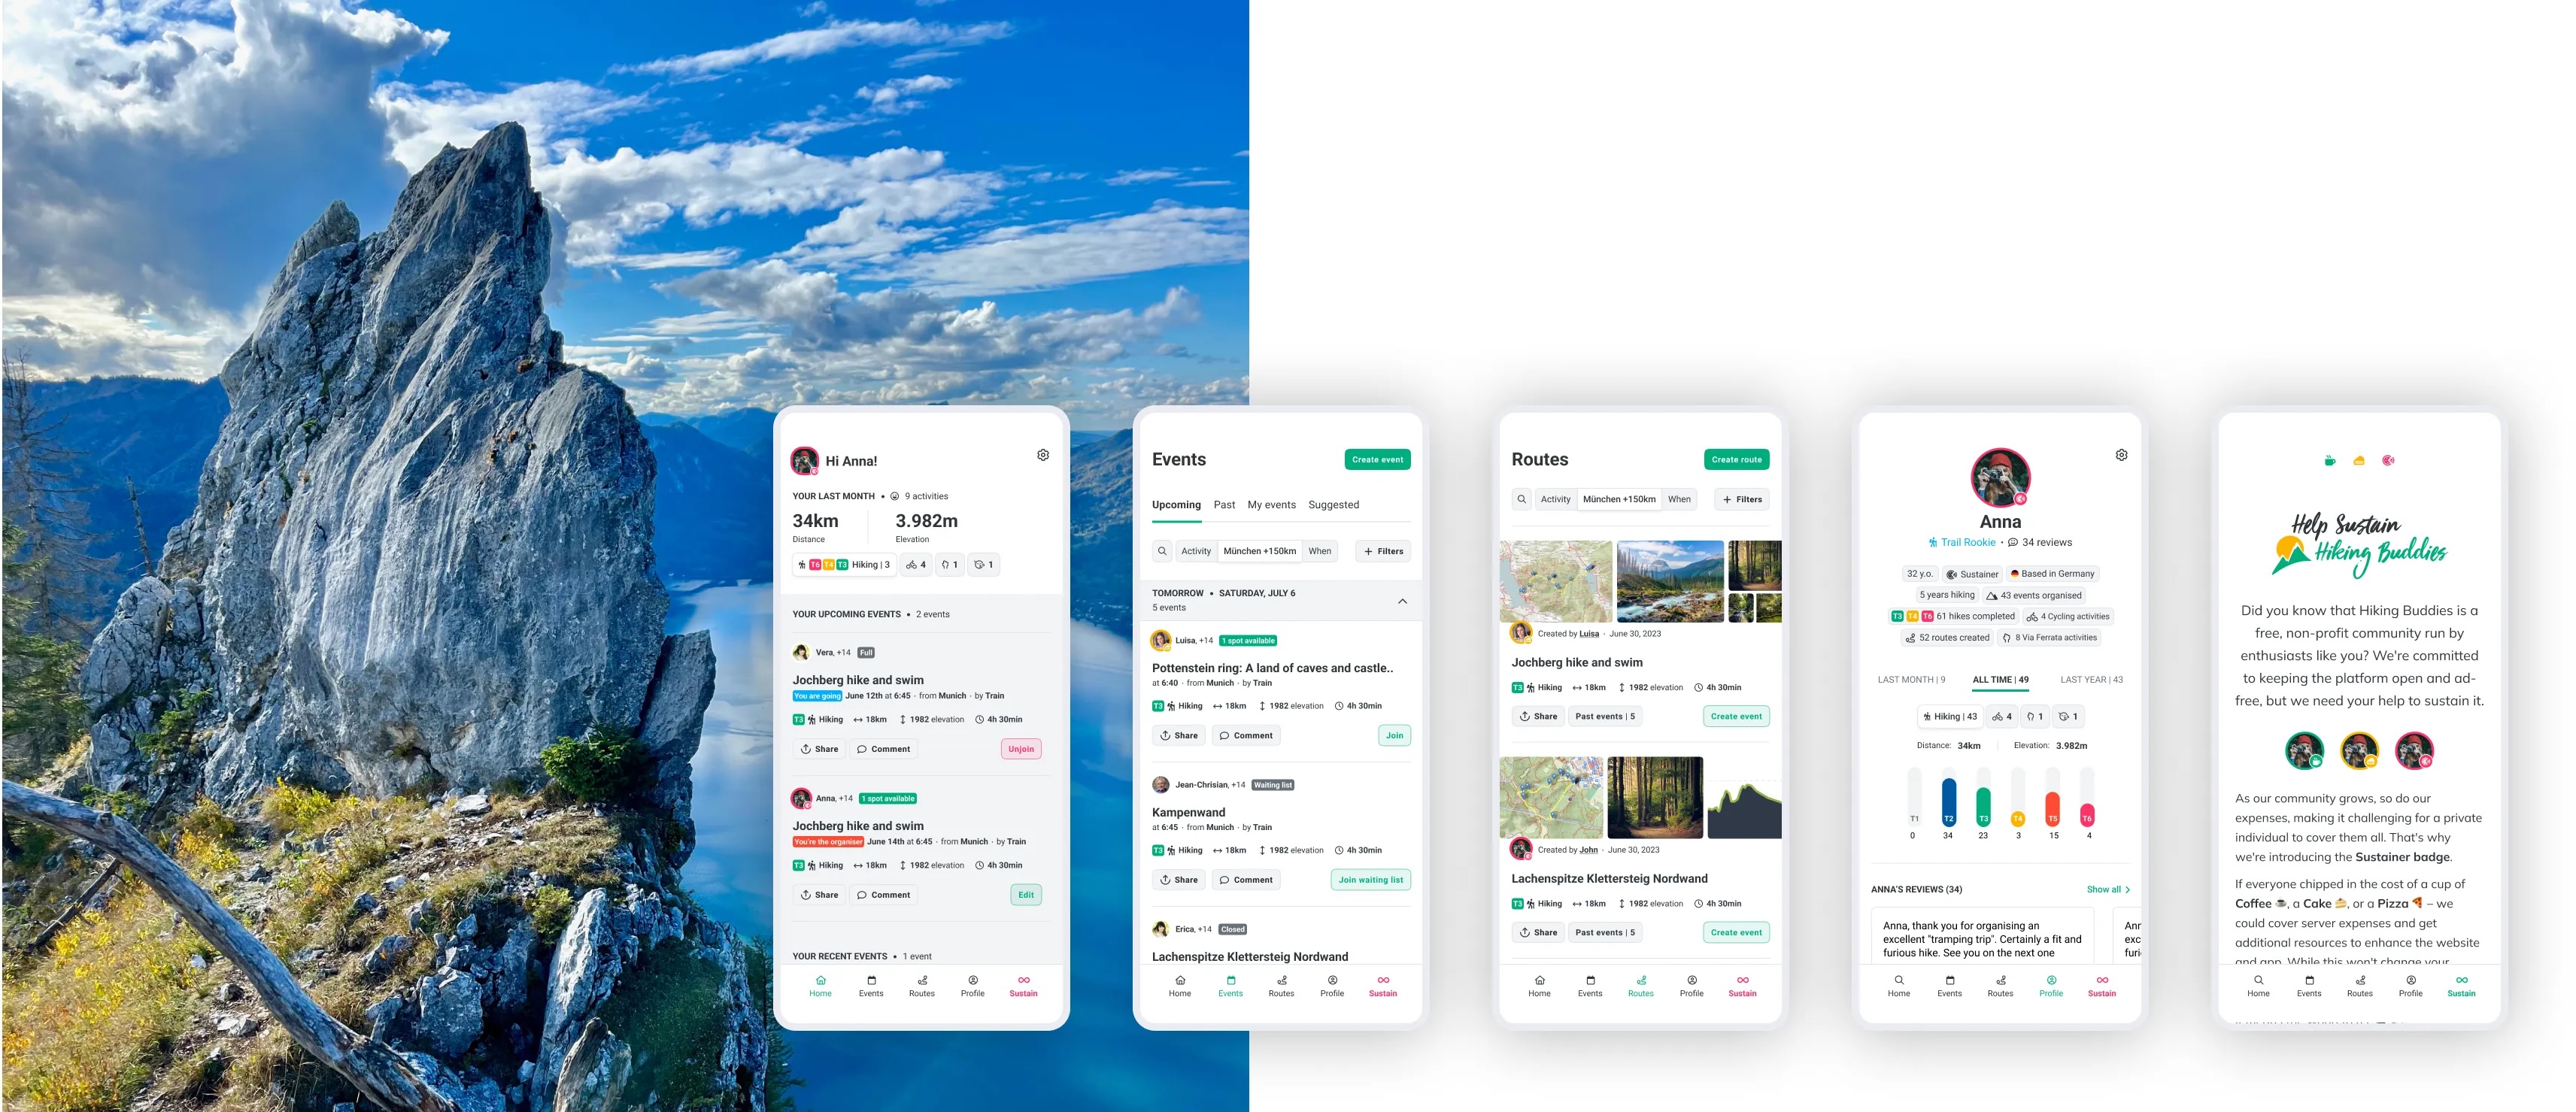 Hi Anna!
YOUR LAST MONTH • 9 activities
34km 3.982m
Distance Elevation
T6 T4 T3 Hiking | 3 4 1 1
YOUR UPCOMING EVENTS • 2 events
Vera, +14 Full
Jochberg hike and swim
You are going June 12th at 6:45 · from Munich · by Train
T3 Hiking 18km 1982 elevation 4h 30min
Share Comment Unjoin
Anna, +14 1 spot available
Jochberg hike and swim
You're the organiser June 14th at 6:45 · from Munich · by Train
T3 Hiking 18km 1982 elevation 4h 30min
Share Comment Edit
YOUR RECENT EVENTS • 1 event
Home Events Routes Profile Sustain
Events Create event
Upcoming Past My events Suggested
Activity München +150km When + Filters
TOMORROW • SATURDAY, JULY 6
5 events
Luisa, +14 1 spot available
Pottenstein ring: A land of caves and castle..
at 6:40 · from Munich · by Train
T3 Hiking 18km 1982 elevation 4h 30min
Share Comment Join
Jean-Chrisian, +14 Waiting list
Kampenwand
at 6:45 · from Munich · by Train
T3 Hiking 18km 1982 elevation 4h 30min
Share Comment Join waiting list
Erica, +14 Closed
Lachenspitze Klettersteig Nordwand
Home Events Routes Profile Sustain
Routes Create route
Activity München +150km When + Filters
Created by Luisa · June 30, 2023
Jochberg hike and swim
T3 Hiking 18km 1982 elevation 4h 30min
Share Past events | 5 Create event
Created by John · June 30, 2023
Lachenspitze Klettersteig Nordwand
T3 Hiking 18km 1982 elevation 4h 30min
Share Past events | 5 Create event
Home Events Routes Profile Sustain
Anna
Trail Rookie • 34 reviews
32 y.o. Sustainer Based in Germany
5 years hiking 43 events organised
T3 T4 T6 61 hikes completed 4 Cycling activities
52 routes created 8 Via Ferrata activities
LAST MONTH | 9 ALL TIME | 49 LAST YEAR | 43
Hiking | 43 4 1 1
Distance: 34km Elevation: 3.982m
T1 T2 T3 T4 T5 T6
0 34 23 3 15 4
ANNA'S REVIEWS (34) Show all >
Anna, thank you for organising an
excellent "tramping trip". Certainly a fit and
furious hike. See you on the next one
Home Events Routes Profile Sustain
Help Sustain
Hiking Buddies
Did you know that Hiking Buddies is a
free, non-profit community run by
enthusiasts like you? We're committed
to keeping the platform open and ad-
free, but we need your help to sustain it.
As our community grows, so do our
expenses, making it challenging for a private
individual to cover them all. That's why
we're introducing the Sustainer badge.
If everyone chipped in the cost of a cup of
Coffee ☕, a Cake 🍰, or a Pizza 🍕 – we
could cover server expenses and get
additional resources to enhance the website
and app. While this won't change your
Home Events Routes Profile Sustain